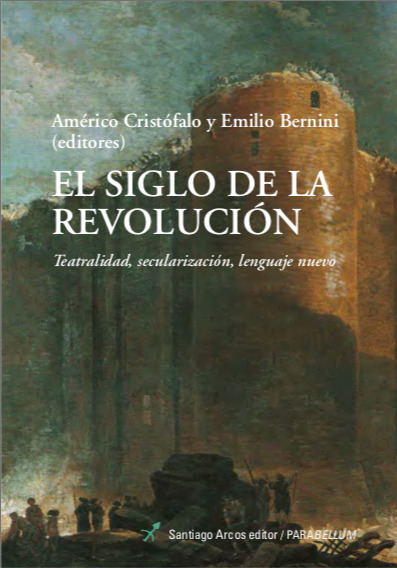 Américo Cristófalo y Emilio Bernini
(editores)
EL SIGLO DE LA
REVOLUCIÓN
Teatralidad, secularización, lenguaje nuevo
Santiago Arcos editor / PARABELLUM